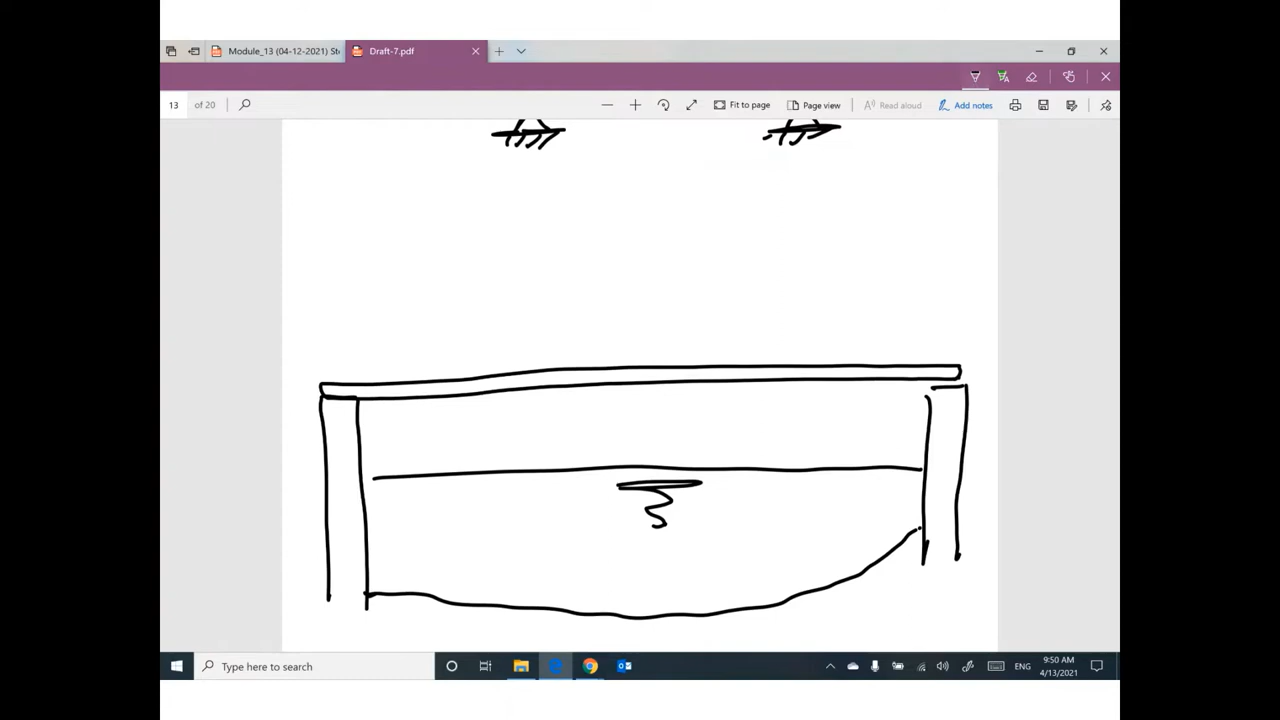 Module_13 (04-12-2021) St
Draft-7.pdf
13 of 20
Fit to page
Page view
Read aloud
Add notes
Type here to search
ENG
9:50 AM
4/13/2021